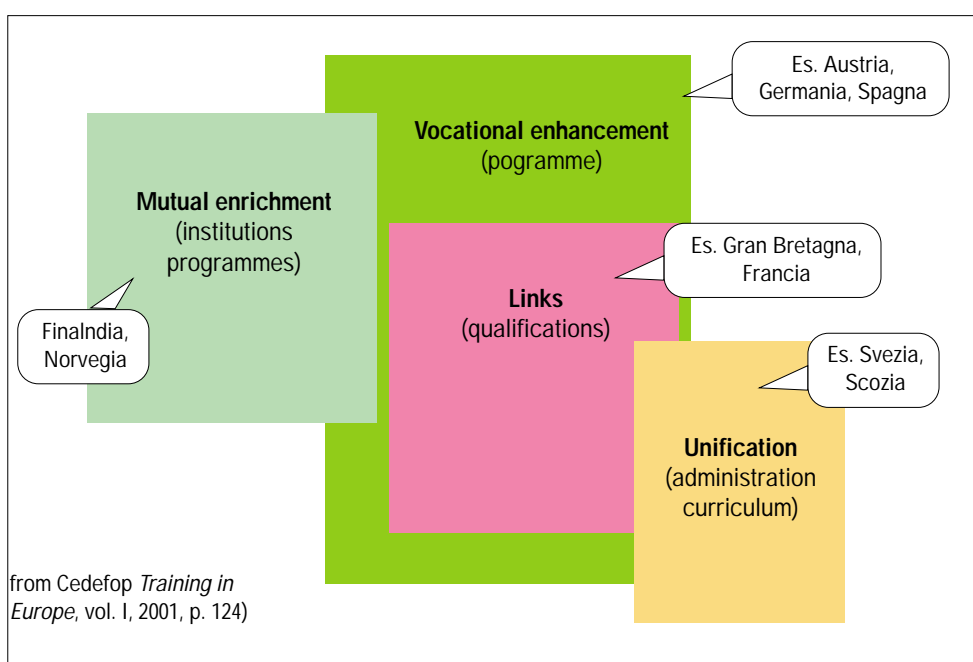 Es. Austria,
Germania, Spagna
Vocational enhancement
(pogramme)
Mutual enrichment
(institutions
programmes)
Es. Gran Bretagna,
Francia
Links
(qualifications)
Finalndia,
Norvegia
Es. Svezia,
Scozia
Unification
(administration
curriculum)
from Cedefop Training in
Europe, vol. I, 2001, p. 124)